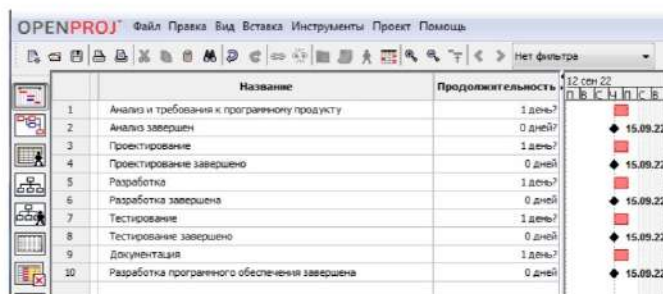 OPENPROJ Файл Правка Вид Вставка Инструменты Проект Помощь
Нет фильтра
Название Продолжительность 12 сен 22
П В С Ч П С В
1 Анализ и требования к программному продукту 1 день?
2 Анализ завершен 0 дней? 15.09.22
3 Проектирование 1 день?
4 Проектирование завершено 0 дней 15.09.22
5 Разработка 1 день?
6 Разработка завершена 0 дней 15.09.22
7 Тестирование 1 день?
8 Тестирование завершено 0 дней 15.09.22
9 Документация 1 день?
10 Разработка программного обеспечения завершена 0 дней 15.09.22